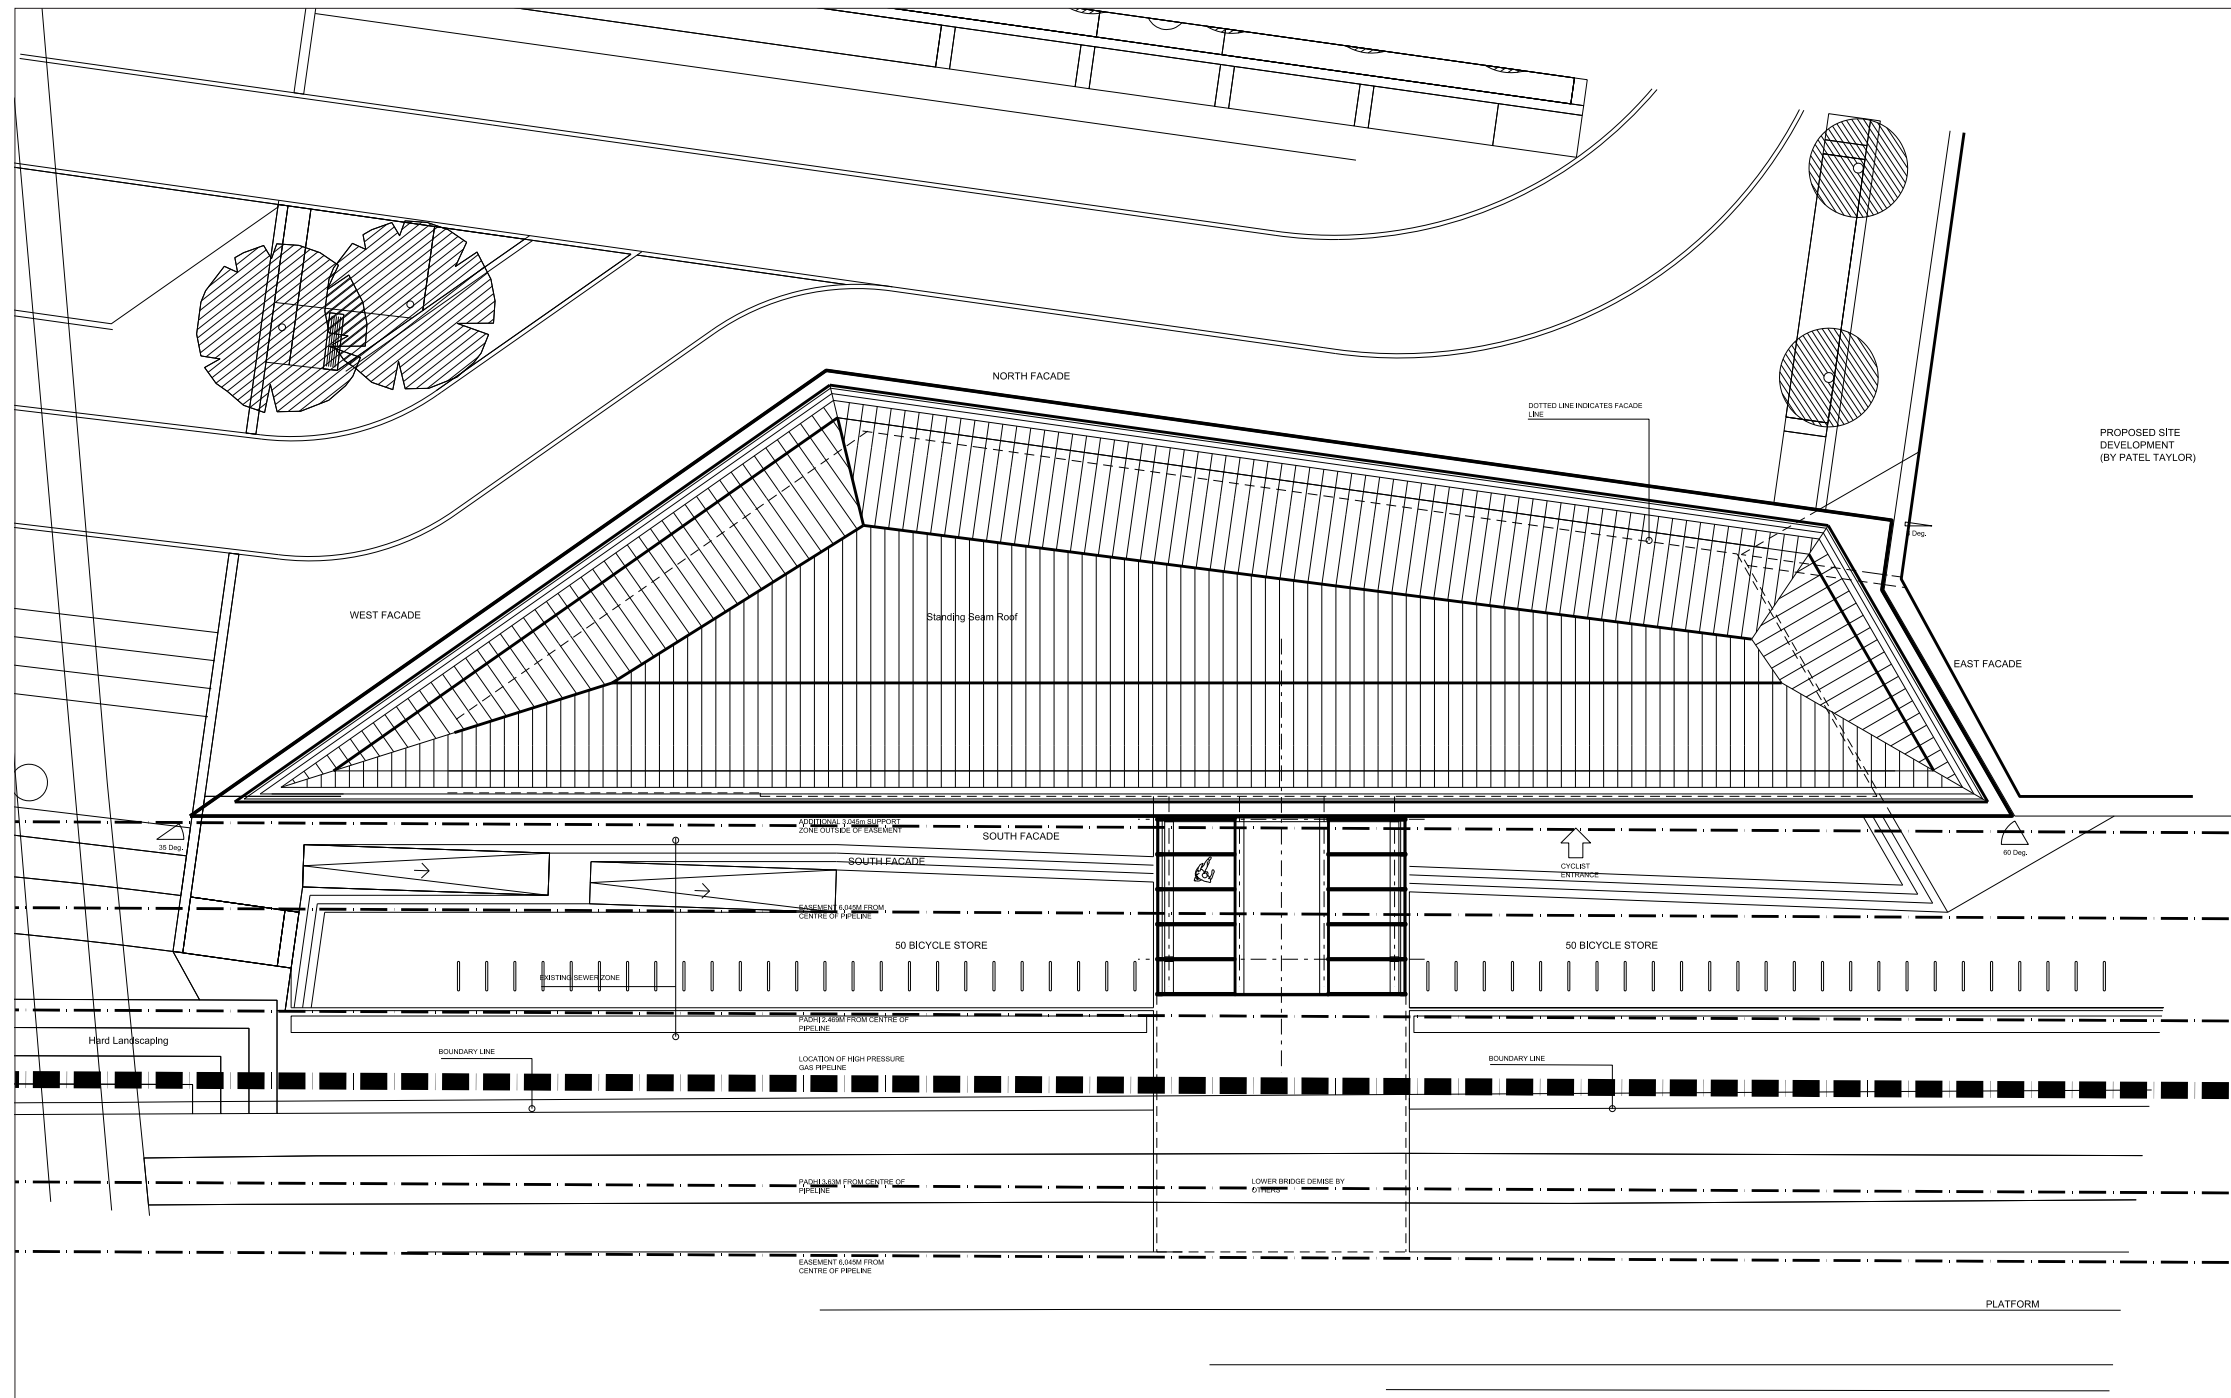 NORTH FACADE
DOTTED LINE INDICATES FACADE
LINE
PROPOSED SITE
DEVELOPMENT
(BY PATEL TAYLOR)
Deg.
WEST FACADE
Standing Seam Roof
EAST FACADE
ADDITIONAL 3.045m SUPPORT
ZONE OUTSIDE OF EASEMENT
SOUTH FACADE
35 Deg.
60 Deg.
SOUTH FACADE
CYCLIST
ENTRANCE
EASEMENT 6.045M FROM
CENTRE OF PIPELINE
50 BICYCLE STORE
50 BICYCLE STORE
EXISTING SEWER ZONE
PADHI 2.469M FROM CENTRE OF
PIPELINE
Hard Landscaping
BOUNDARY LINE
LOCATION OF HIGH PRESSURE
GAS PIPELINE
BOUNDARY LINE
PADHI 3.63M FROM CENTRE OF
PIPELINE
LOWER BRIDGE DEMISE BY
OTHERS
EASEMENT 6.045M FROM
CENTRE OF PIPELINE
PLATFORM